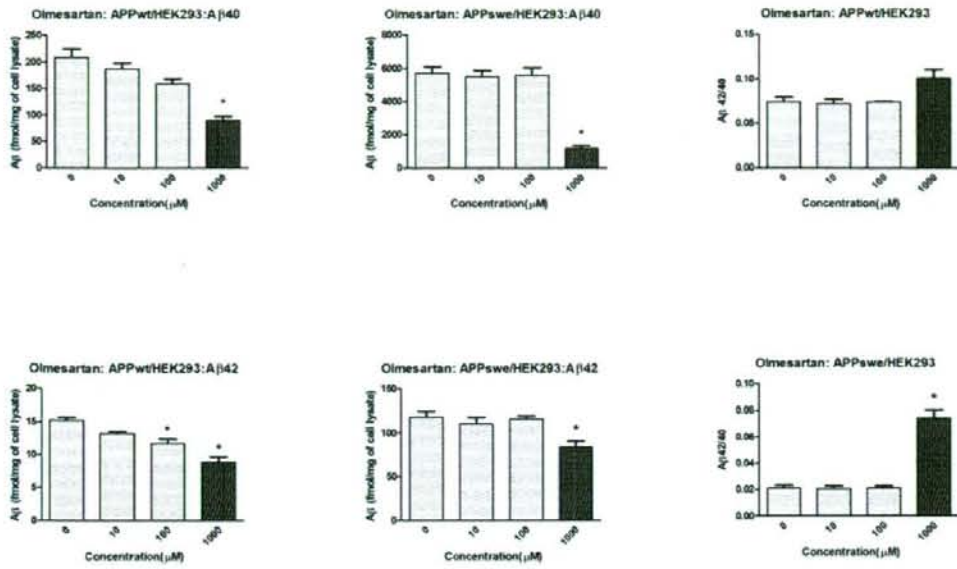 Olmesartan: APPwt/HEK293:Aβ40
Aβ (fmol/mg of cell lysate)
250
200
150
100
50
0
*
0 10 100 1000
Concentration(μM)
Olmesartan: APPswe/HEK293:Aβ40
Aβ (fmol/mg of cell lysate)
8000
6000
4000
2000
0
*
0 10 100 1000
Concentration(μM)
Olmesartan: APPwt/HEK293
Aβ 42/40
0.15
0.10
0.05
0.00
0 10 100 1000
Concentration(μM)
Olmesartan: APPwt/HEK293:Aβ42
Aβ (fmol/mg of cell lysate)
20
15
10
5
0
* *
0 10 100 1000
Concentration(μM)
Olmesartan: APPswe/HEK293:Aβ42
Aβ (fmol/mg of cell lysate)
150
100
50
0
*
0 10 100 1000
Concentration(μM)
Olmesartan: APPswe/HEK293
Aβ42/40
0.10
0.08
0.06
0.04
0.02
0.00
*
0 10 100 1000
Concentration(μM)